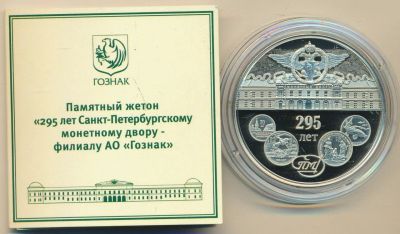 ГОЗНАК
Памятный жетон
«295 лет Санкт-Петербургскому
монетному двору -
филиалу АО «Гознак»
295
ЛЕТ